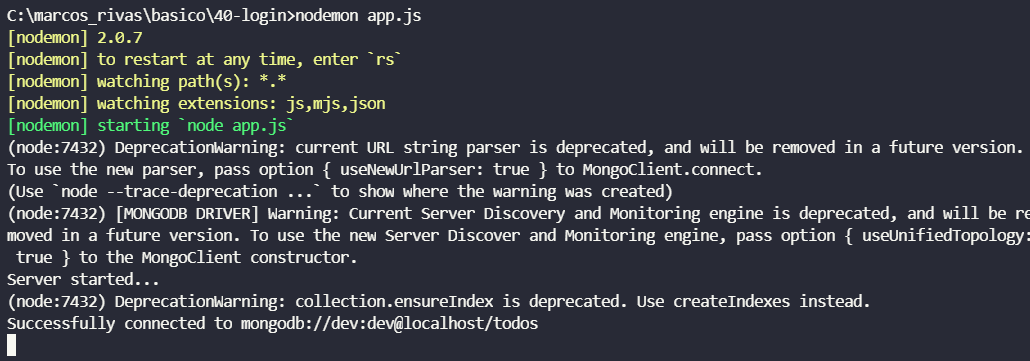 C:\marcos_rivas\basico\40-login>nodemon app.js
[nodemon] 2.0.7
[nodemon] to restart at any time, enter `rs`
[nodemon] watching path(s): *.*
[nodemon] watching extensions: js,mjs,json
[nodemon] starting `node app.js`
(node:7432) DeprecationWarning: current URL string parser is deprecated, and will be removed in a future version.
To use the new parser, pass option { useNewUrlParser: true } to MongoClient.connect.
(Use `node --trace-deprecation ...` to show where the warning was created)
(node:7432) [MONGODB DRIVER] Warning: Current Server Discovery and Monitoring engine is deprecated, and will be re
moved in a future version. To use the new Server Discover and Monitoring engine, pass option { useUnifiedTopology:
 true } to the MongoClient constructor.
Server started...
(node:7432) DeprecationWarning: collection.ensureIndex is deprecated. Use createIndexes instead.
Successfully connected to mongodb://dev:dev@localhost/todos